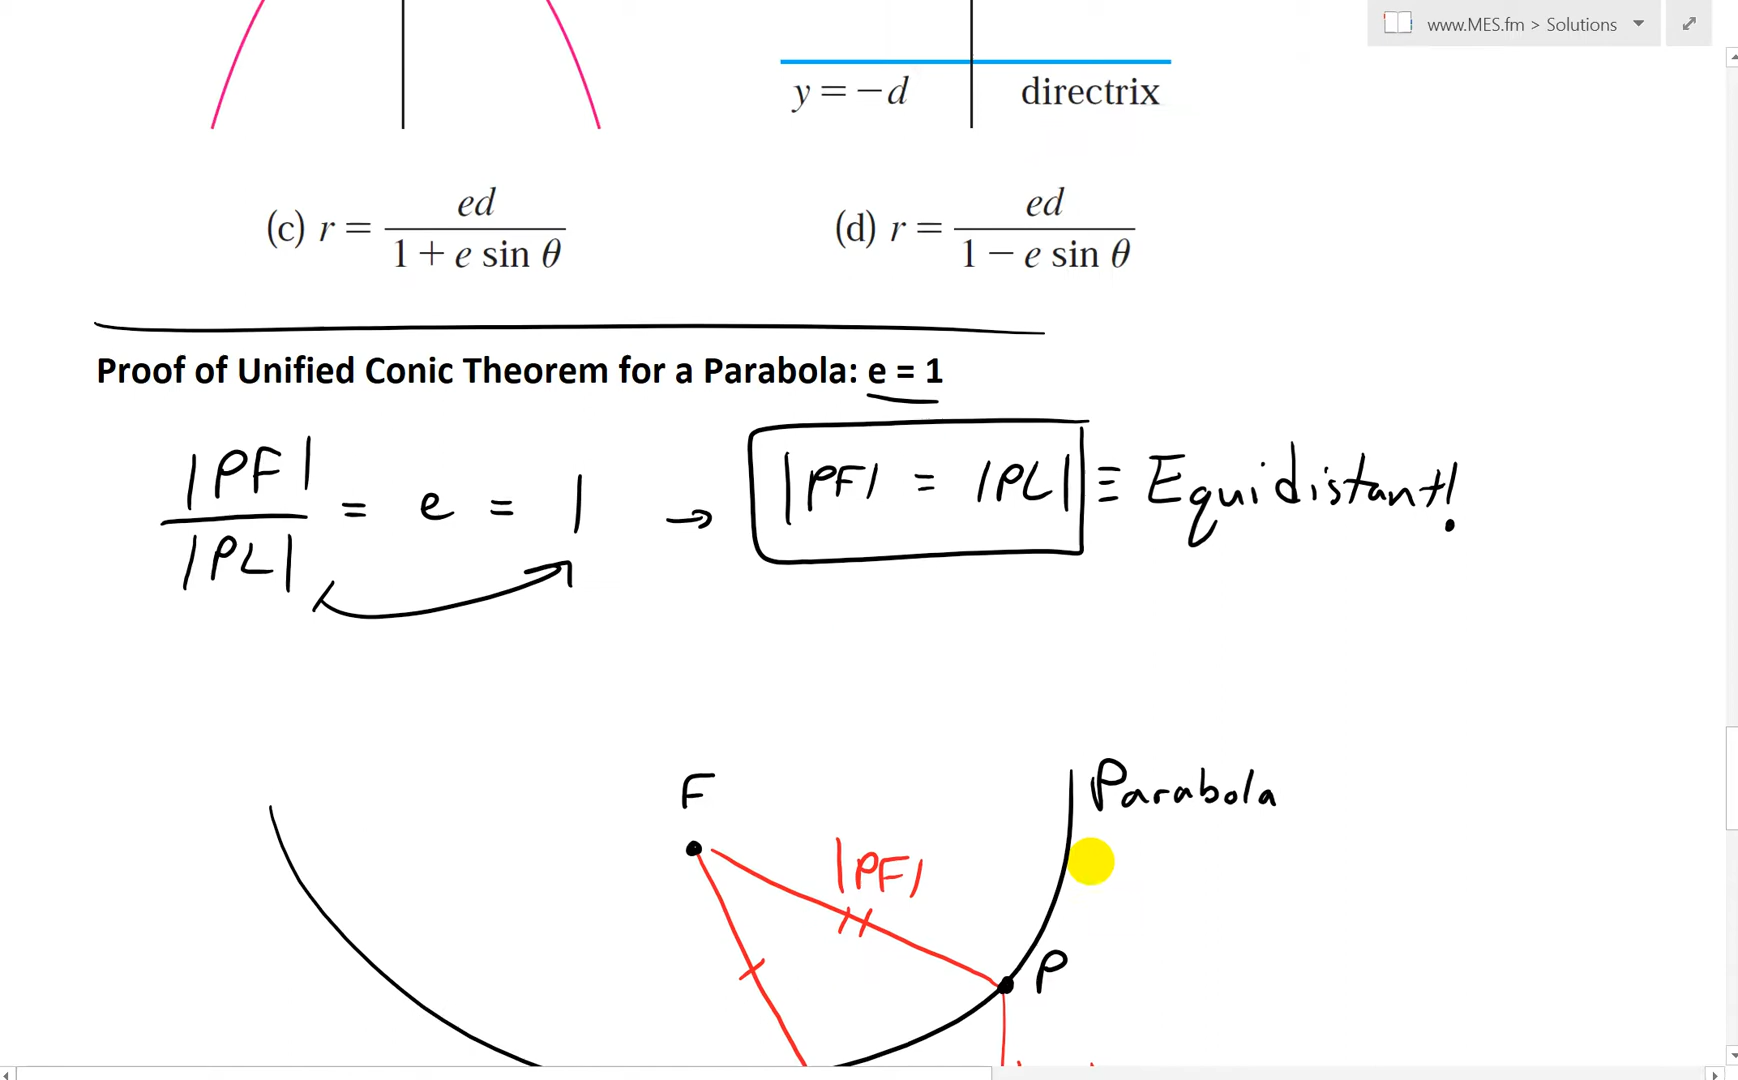 www.MES.fm > Solutions
y = −d directrix
(c) r = ed / 1 + e sin θ (d) r = ed / 1 − e sin θ
Proof of Unified Conic Theorem for a Parabola: e = 1
|PF| / |PL| = e = 1 → |PF| = |PL| ≡ Equidistant!
F
Parabola
|PF|
P